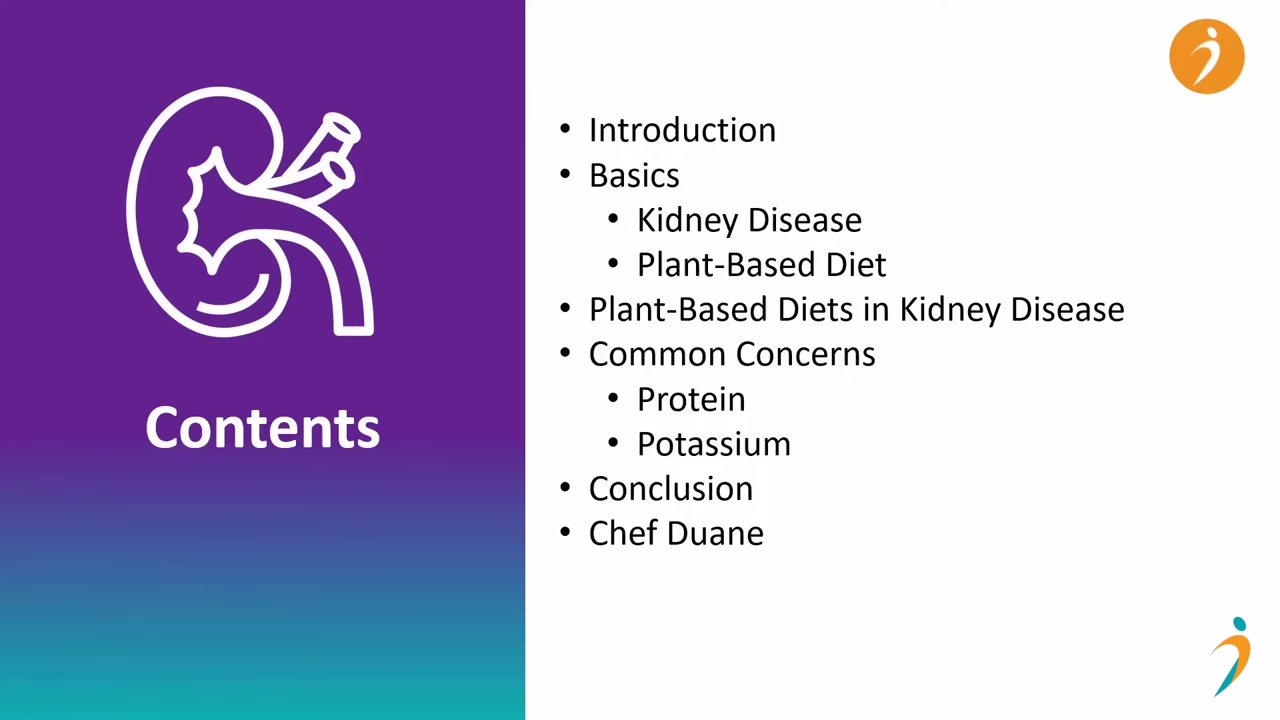 Contents
• Introduction
• Basics
• Kidney Disease
• Plant-Based Diet
• Plant-Based Diets in Kidney Disease
• Common Concerns
• Protein
• Potassium
• Conclusion
• Chef Duane